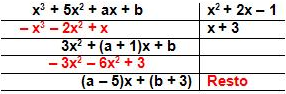 x³ + 5x² + ax + b x² + 2x – 1
– x³ – 2x² + x x + 3
3x² + (a + 1)x + b
– 3x² – 6x² + 3
(a – 5)x + (b + 3) Resto